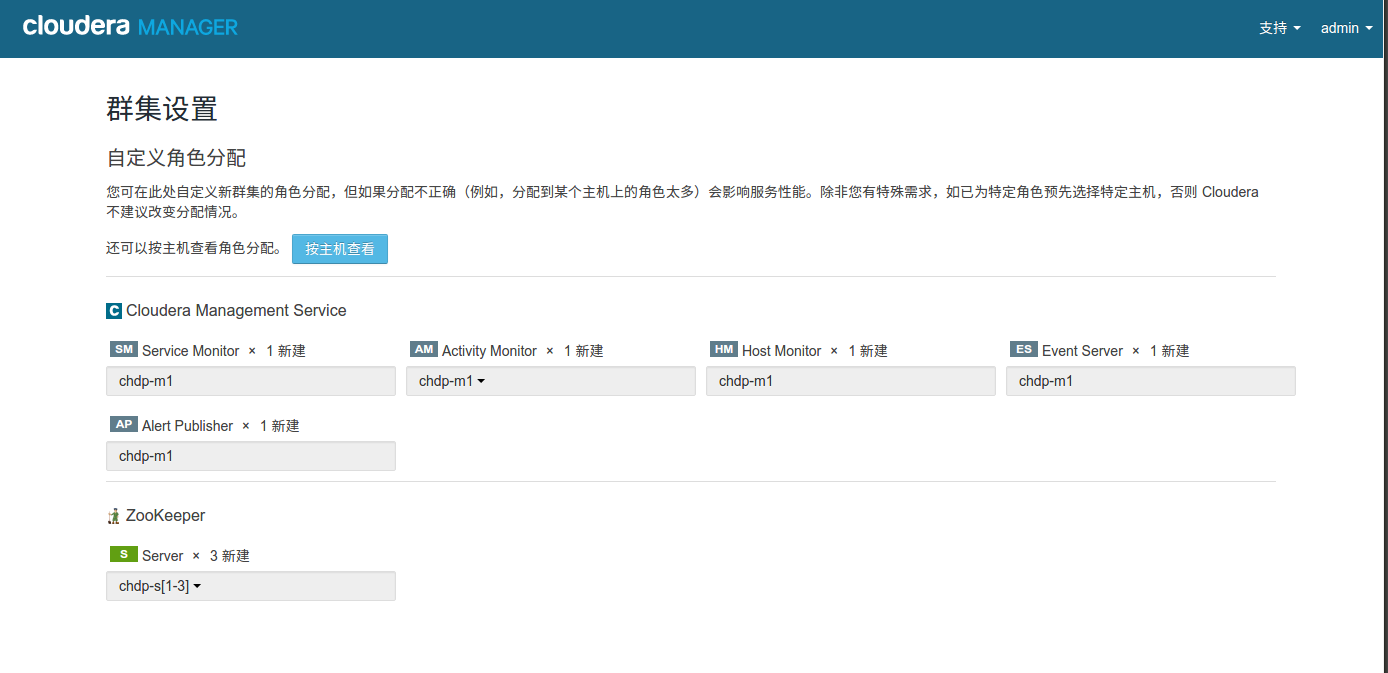 cloudera MANAGER 支持 admin
群集设置
自定义角色分配
您可在此处自定义新群集的角色分配，但如果分配不正确（例如，分配到某个主机上的角色太多）会影响服务性能。除非您有特殊需求，如已为特定角色预先选择特定主机，否则 Cloudera
不建议改变分配情况。
还可以按主机查看角色分配。 按主机查看
C Cloudera Management Service
SM Service Monitor × 1 新建 AM Activity Monitor × 1 新建 HM Host Monitor × 1 新建 ES Event Server × 1 新建
chdp-m1 chdp-m1 chdp-m1 chdp-m1
AP Alert Publisher × 1 新建
chdp-m1
ZooKeeper
S Server × 3 新建
chdp-s[1-3]